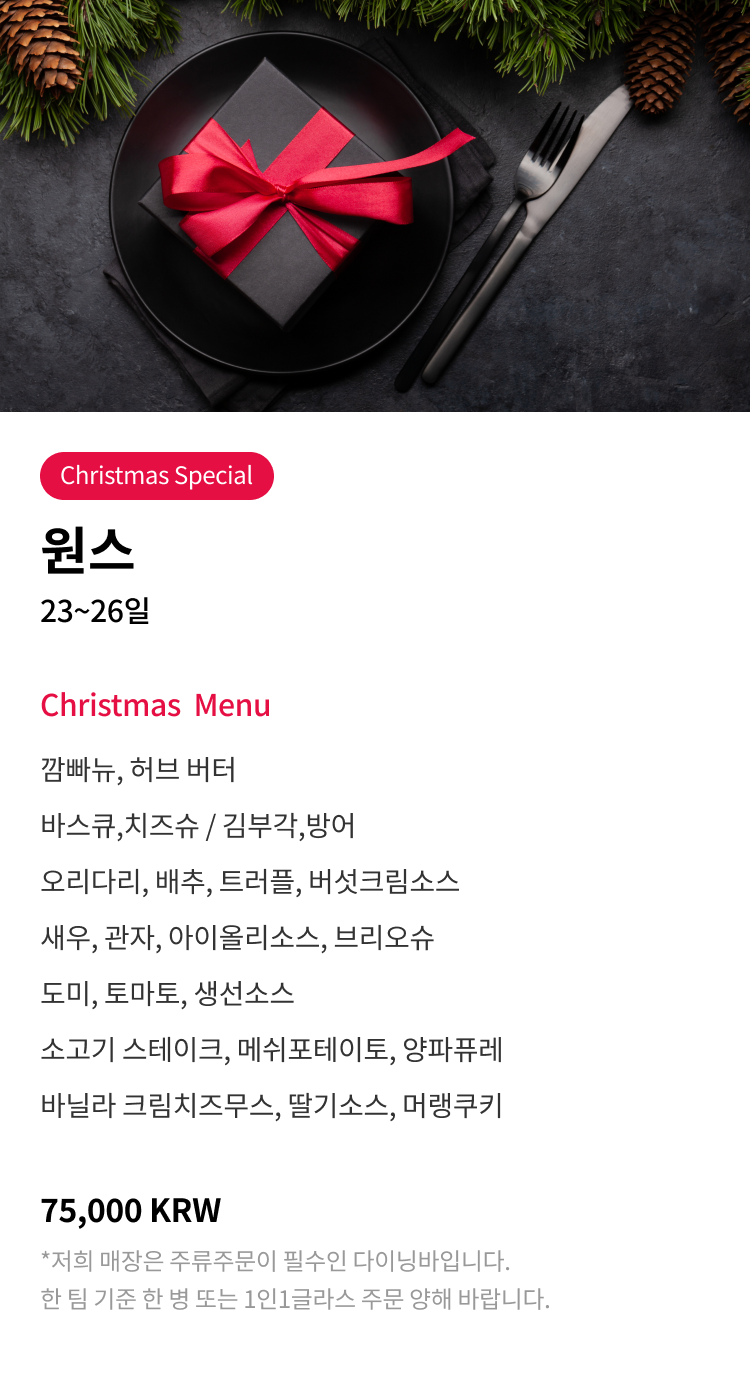 Christmas Special
원스
23~26일
Christmas Menu
깜빠뉴, 허브 버터
바스큐,치즈슈 / 김부각,방어
오리다리, 배추, 트러플, 버섯크림소스
새우, 관자, 아이올리소스, 브리오슈
도미, 토마토, 생선소스
소고기 스테이크, 메쉬포테이토, 양파퓨레
바닐라 크림치즈무스, 딸기소스, 머랭쿠키
75,000 KRW
*저희 매장은 주류주문이 필수인 다이닝바입니다.
한 팀 기준 한 병 또는 1인1글라스 주문 양해 바랍니다.